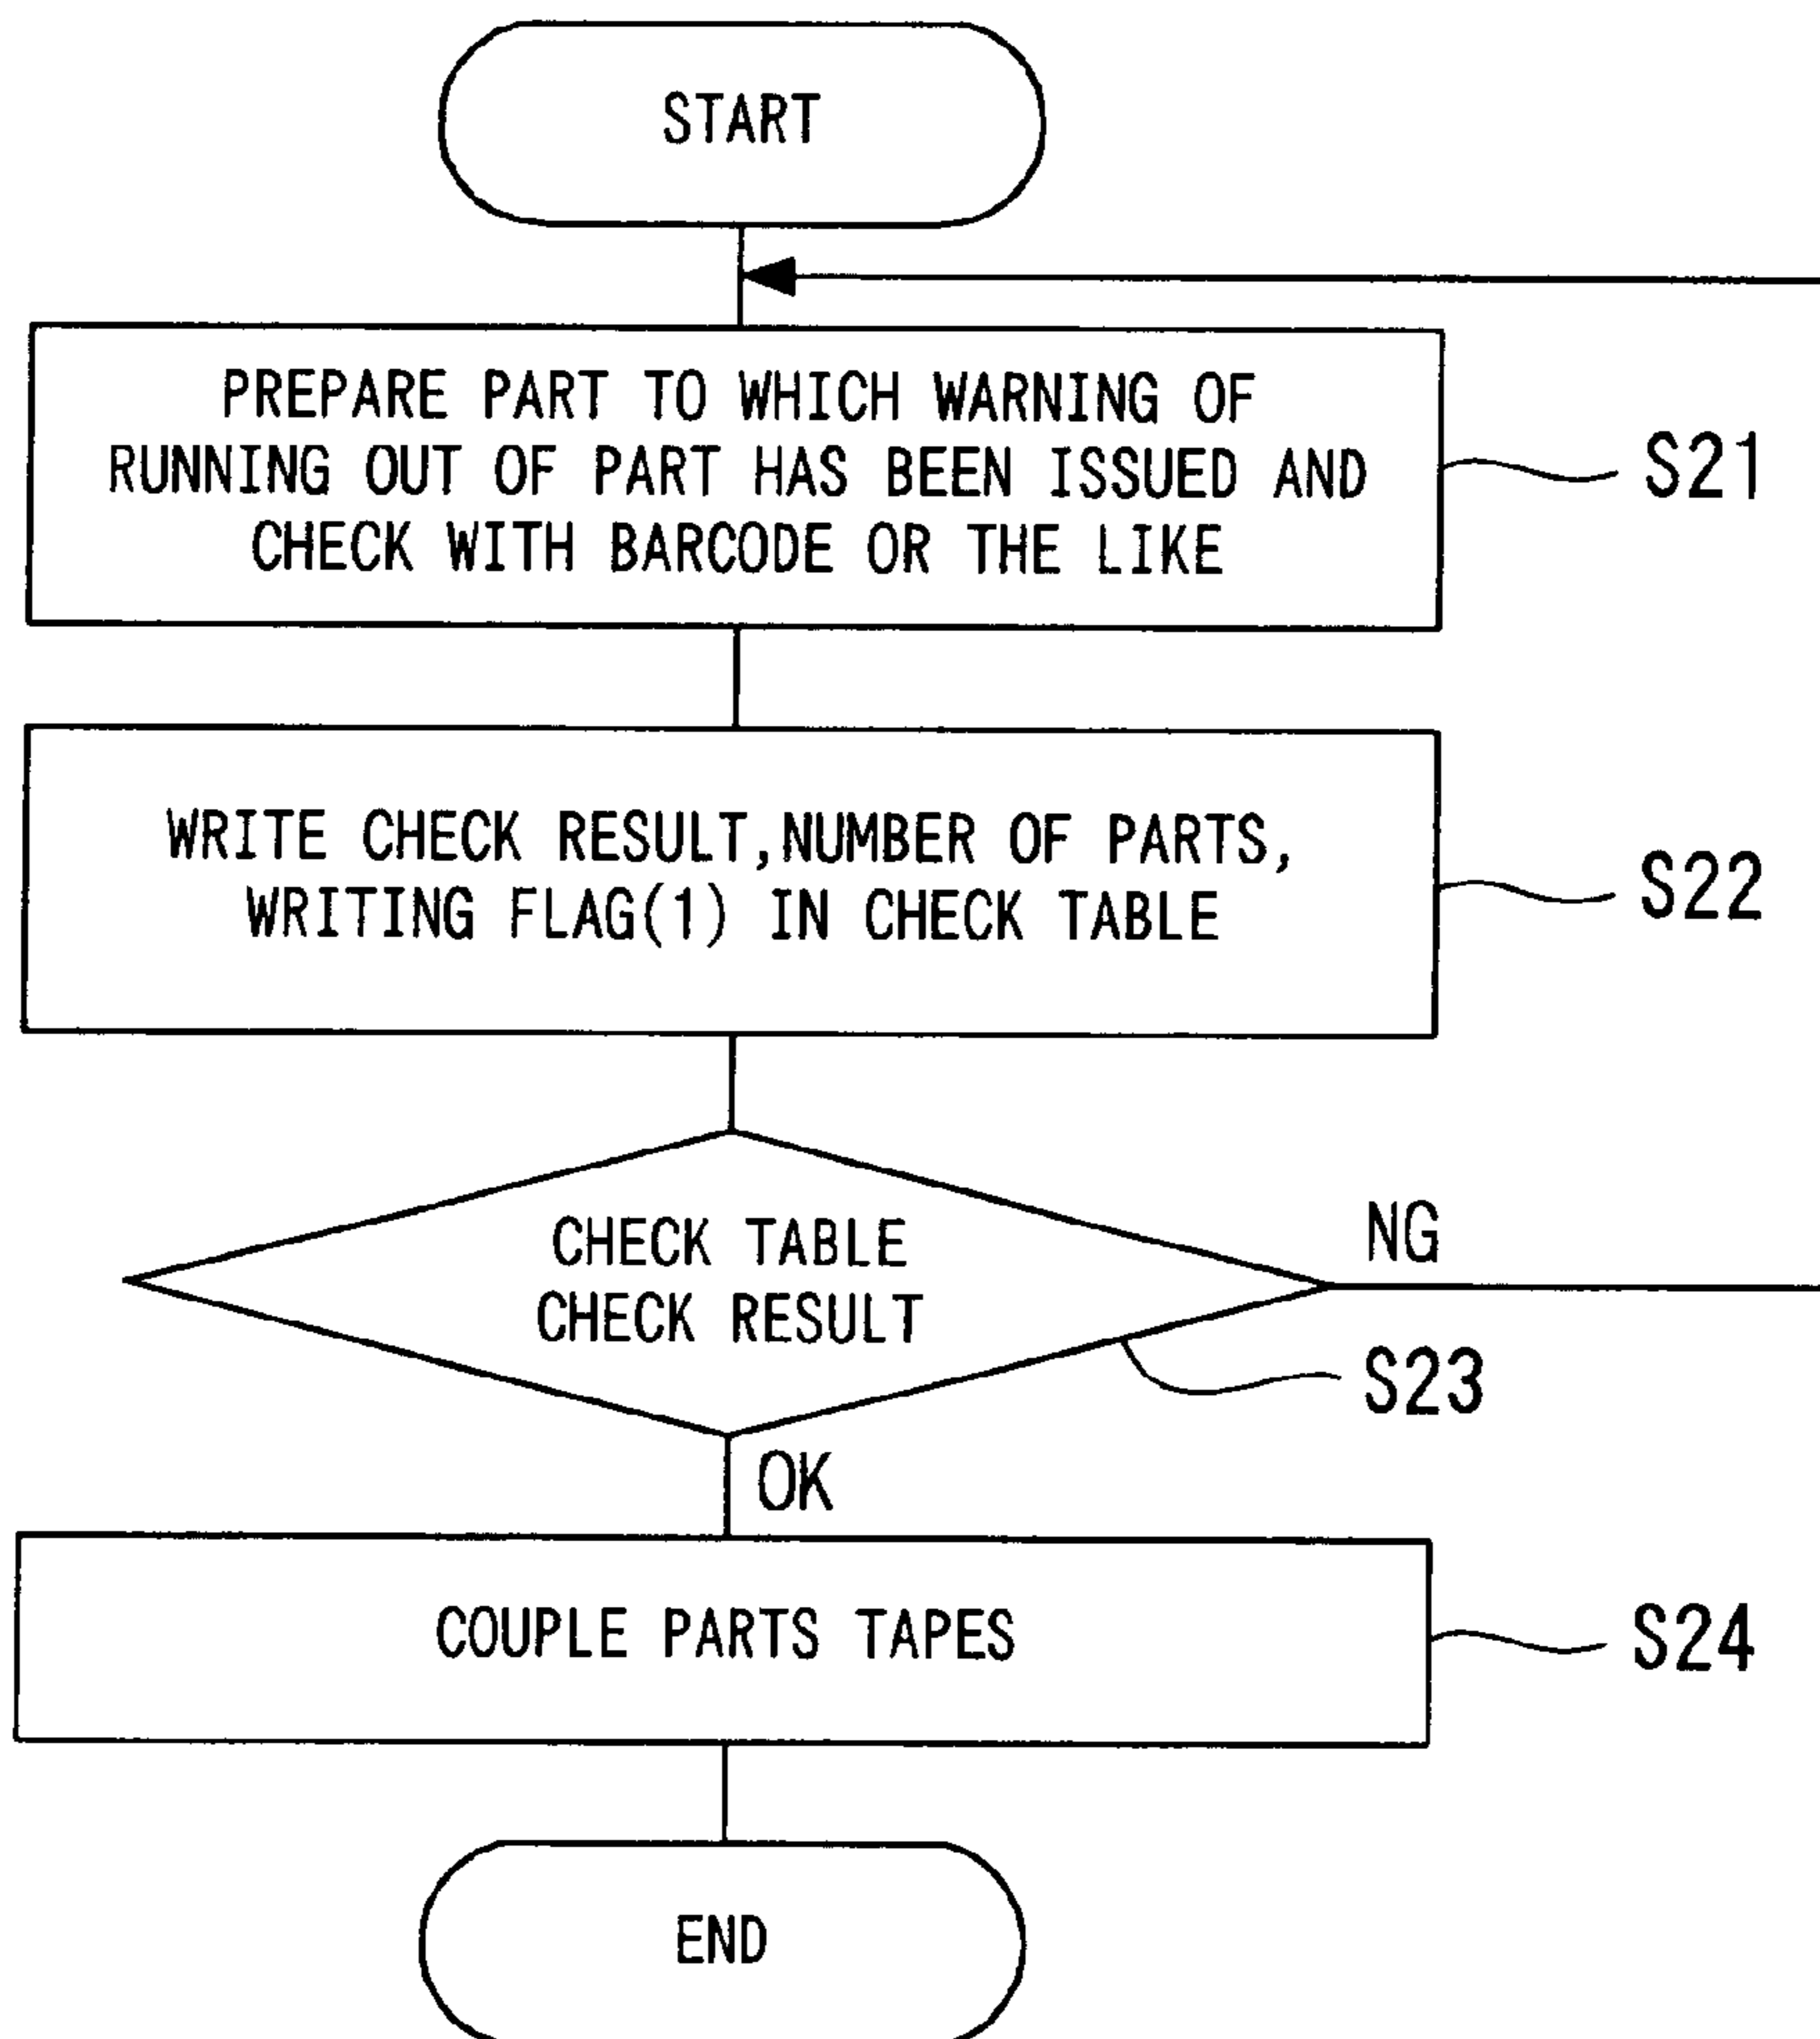 START
PREPARE PART TO WHICH WARNING OF
RUNNING OUT OF PART HAS BEEN ISSUED AND
CHECK WITH BARCODE OR THE LIKE
S21
WRITE CHECK RESULT,NUMBER OF PARTS,
WRITING FLAG(1) IN CHECK TABLE
S22
CHECK TABLE
CHECK RESULT
NG
S23
OK
COUPLE PARTS TAPES
S24
END